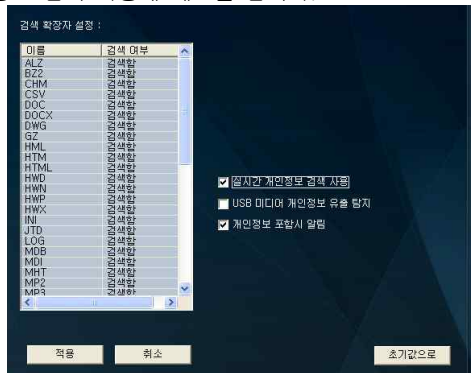 검색 확장자 설정 :
이름 검색 여부
ALZ 검색함
BZ2 검색함
CHM 검색함
CSV 검색함
DOC 검색함
DOCX 검색함
DWG 검색함
GZ 검색함
HML 검색함
HTM 검색함
HTML 검색함
HWD 검색함
HWN 검색함
HWP 검색함
HWX 검색함
INI 검색함
JTD 검색함
LOG 검색함
MDB 검색함
MDI 검색함
MHT 검색함
MP2 검색함
MP3 검색함
실시간 개인정보 검색 사용
USB 미디어 개인정보 유출 탐지
개인정보 포함시 알림
적용 취소 초기값으로